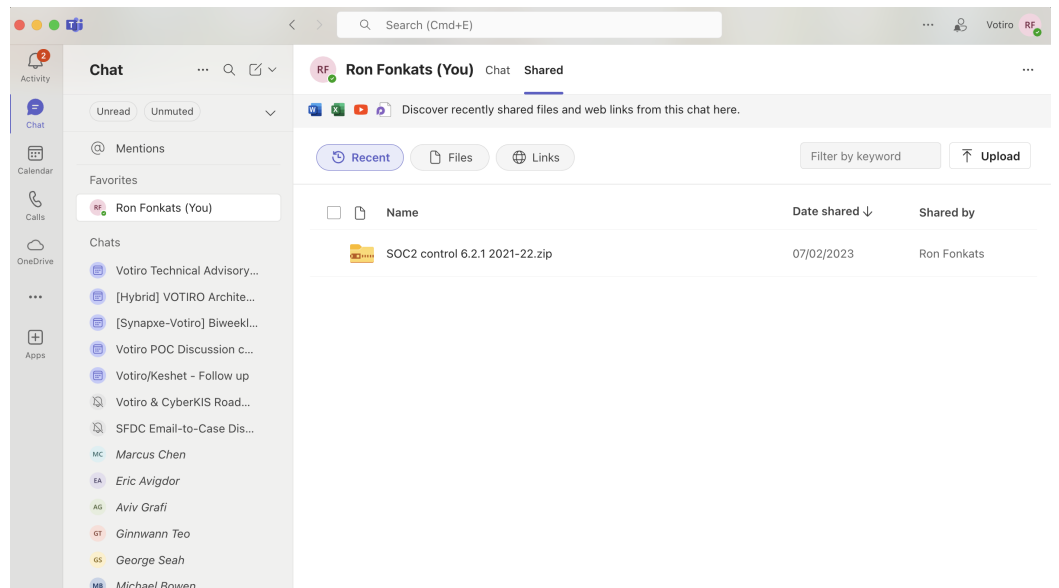 Search (Cmd+E)
Votiro
RF
2
Activity
Chat
Calendar
Calls
OneDrive
Apps
Chat
Unread
Unmuted
Mentions
Favorites
RF
Ron Fonkats (You)
Chats
Votiro Technical Advisory...
[Hybrid] VOTIRO Archite...
[Synapxe-Votiro] Biweekl...
Votiro POC Discussion c...
Votiro/Keshet - Follow up
Votiro & CyberKIS Road...
SFDC Email-to-Case Dis...
MC Marcus Chen
EA Eric Avigdor
AG Aviv Grafi
GT Ginnwann Teo
GS George Seah
MB Michael Bowen
RF Ron Fonkats (You) Chat Shared
Discover recently shared files and web links from this chat here.
Recent Files Links Filter by keyword Upload
Name Date shared Shared by
SOC2 control 6.2.1 2021-22.zip 07/02/2023 Ron Fonkats